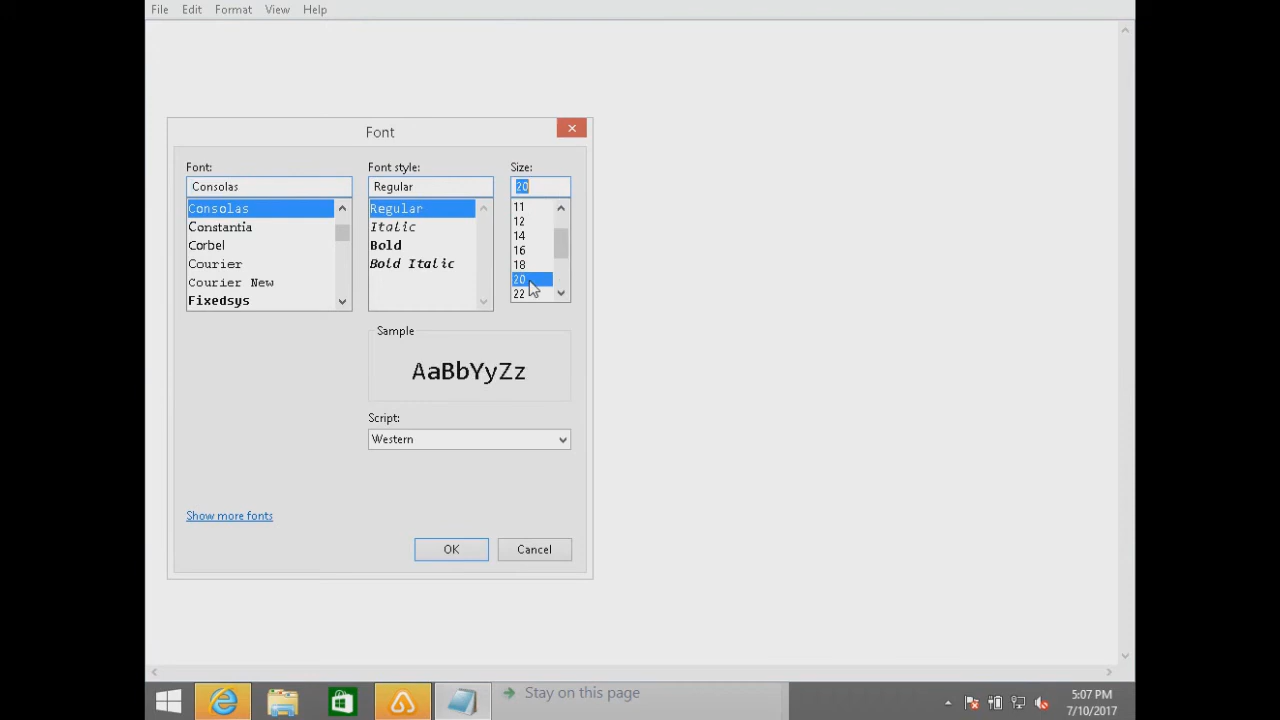 File Edit Format View Help
Font
Font: Font style: Size:
Consolas Regular 20
Consolas Regular 11
Constantia Italic 12
Corbel Bold 14
Courier Bold Italic 16
Courier New 18
Fixedsys 20
22
Sample
AaBbYyZz
Script:
Western
Show more fonts
OK Cancel
Stay on this page
5:07 PM
7/10/2017